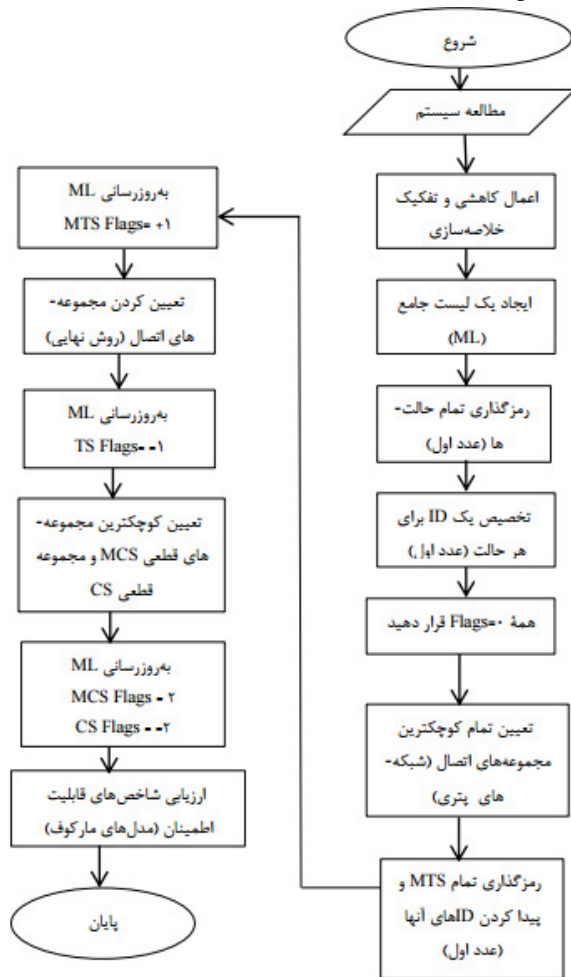 شروع
مطالعه سیستم
اعمال کاهشی و تفکیک
خلاصه‌سازی
ایجاد یک لیست جامع
(ML)
رمزگذاری تمام حالت-
ها (عدد اول)
تخصیص یک ID برای
هر حالت (عدد اول)
همهٔ Flags=۰ قرار دهید
تعیین تمام کوچکترین
مجموعه‌های اتصال (شبکه-
های پتری)
رمزگذاری تمام MTS و
پیدا کردن IDهای آنها
(عدد اول)
به‌روزرسانی ML
MTS Flags= +۱
تعیین کردن مجموعه-
های اتصال (روش نهایی)
به‌روزرسانی ML
TS Flags= -۱
تعیین کوچکترین مجموعه-
های قطعی MCS و مجموعه
قطعی CS
به‌روزرسانی ML
MCS Flags = ۲
CS Flags = -۲
ارزیابی شاخص‌های قابلیت
اطمینان (مدل‌های مارکوف)
پایان